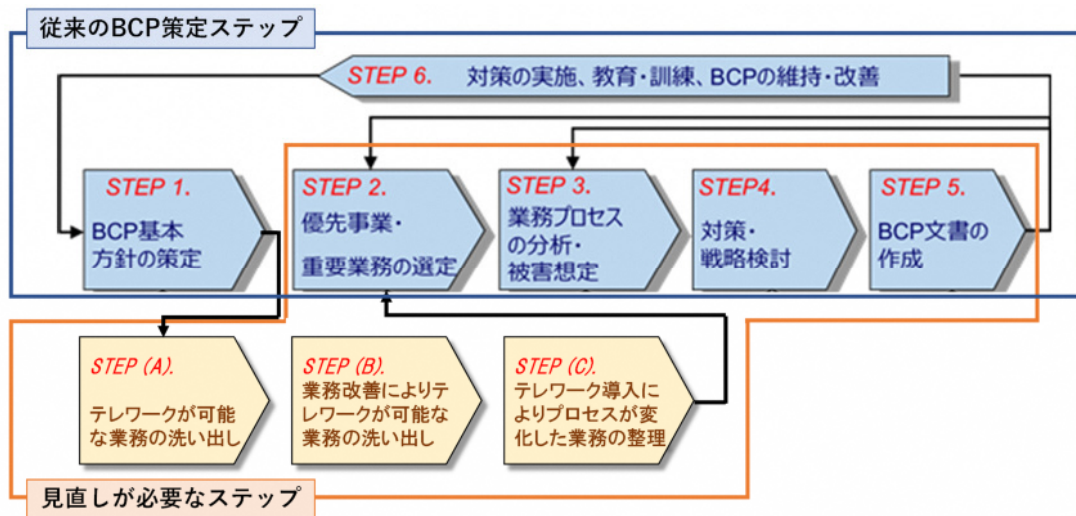 従来のBCP策定ステップ
STEP 6. 対策の実施、教育・訓練、BCPの維持・改善
STEP 1.
BCP基本
方針の策定
STEP 2.
優先事業・
重要業務の選定
STEP 3.
業務プロセス
の分析・
被害想定
STEP4.
対策・
戦略検討
STEP 5.
BCP文書の
作成
STEP (A).
テレワークが可能
な業務の洗い出し
STEP (B).
業務改善によりテ
レワークが可能な
業務の洗い出し
STEP (C).
テレワーク導入に
よりプロセスが変
化した業務の整理
見直しが必要なステップ